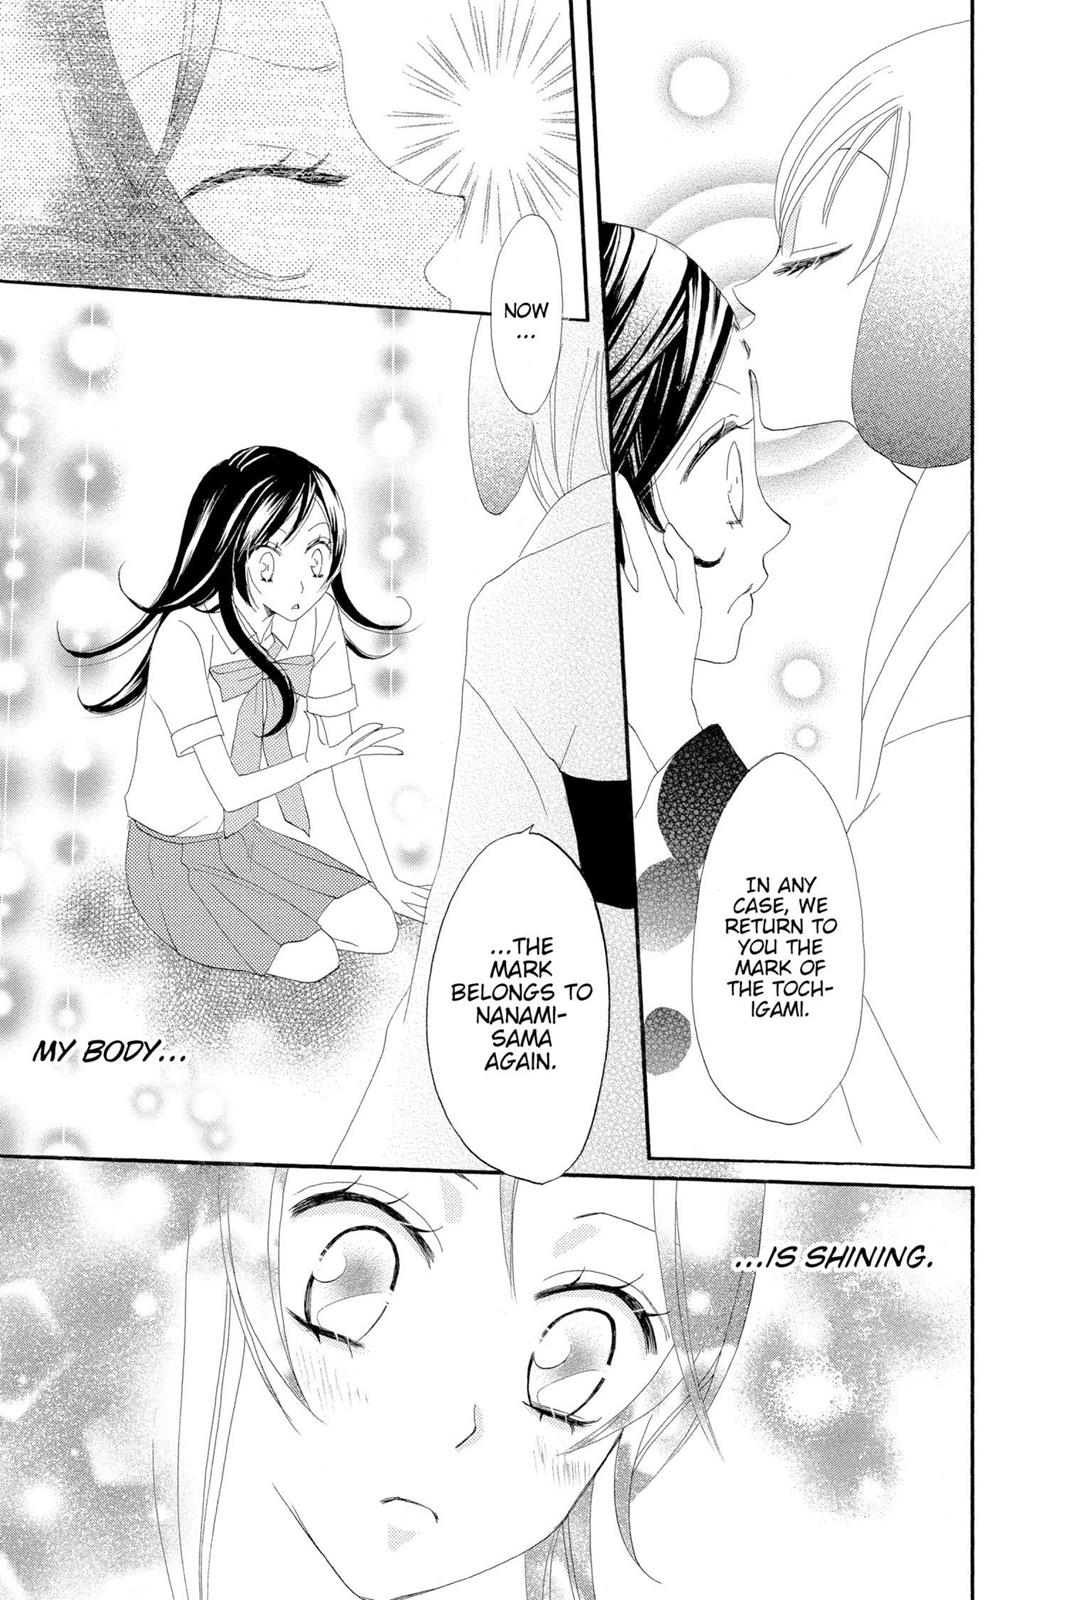 IN ANY
CASE, WE
RETURN TO
YOU THE
MARK OF
THE TOCH-
IGAMI.
NOW
...
...THE
MARK
BELONGS TO
NANAMI-
SAMA
AGAIN.
MY BODY...
...IS SHINING.